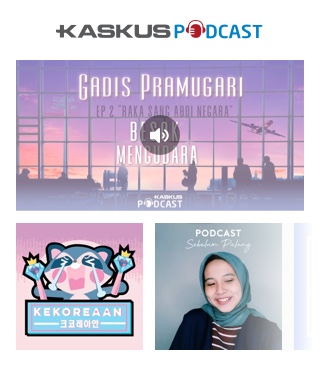 KASKUS PODCAST
GADIS PRAMUGARI
EP 2 "RAKA SANG ABDI NEGARA"
BESOK
MENGUDARA
KASKUS
PODCAST
KEKOREAAN
크코레아안
PODCAST
Sebelum Pulang